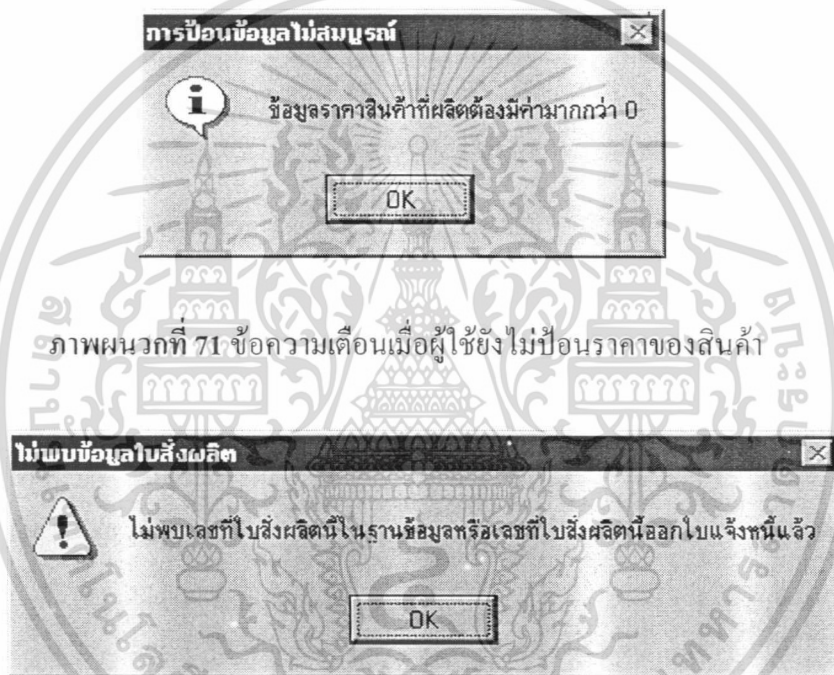 การป้อนข้อมูลไม่สมบูรณ์
ข้อมูลราคาสินค้าที่ผลิตต้องมีค่ามากกว่า 0
OK
ภาพผนวกที่ 71 ข้อความเตือนเมื่อผู้ใช้ยังไม่ป้อนราคาของสินค้า
ไม่พบข้อมูลใบสั่งผลิต
ไม่พบเลขที่ใบสั่งผลิตนี้ในฐานข้อมูลหรือเลขที่ใบสั่งผลิตนี้ออกใบแจ้งหนี้แล้ว
OK